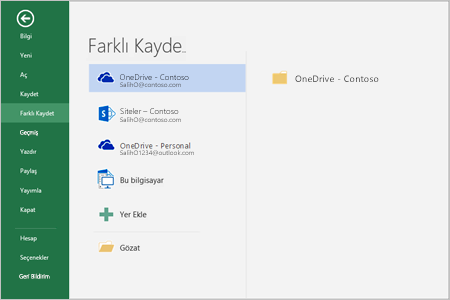 Bilgi
Yeni
Aç
Kaydet
Farklı Kaydet
Geçmiş
Yazdır
Paylaş
Yayımla
Kapat
Hesap
Seçenekler
Geri Bildirim
Farklı Kayde...
OneDrive - Contoso
SalihO@contoso.com
Siteler – Contoso
SalihO@contoso.com
OneDrive - Personal
SalihO1234@outlook.com
Bu bilgisayar
Yer Ekle
Gözat
OneDrive - Contoso